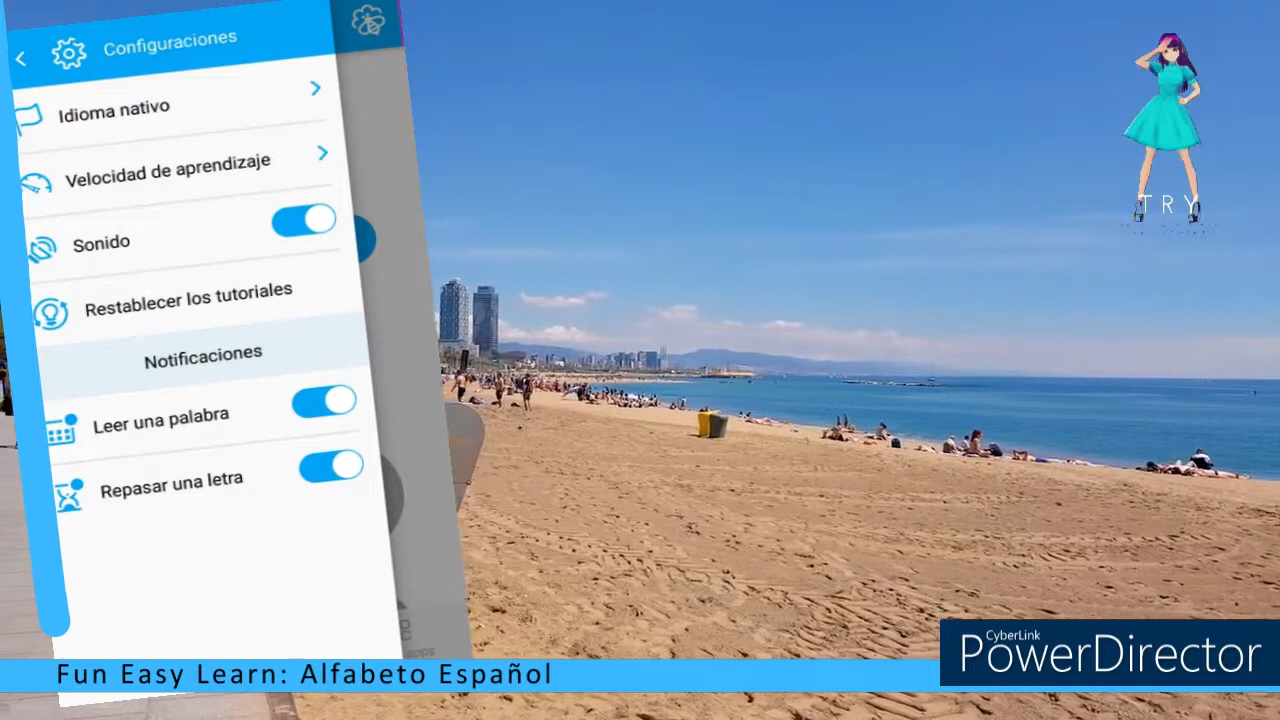 Configuraciones
Idioma nativo
Velocidad de aprendizaje
Sonido
Restablecer los tutoriales
Notificaciones
Leer una palabra
Repasar una letra
apps
TRY
Fun Easy Learn: Alfabeto Español
CyberLink
PowerDirector